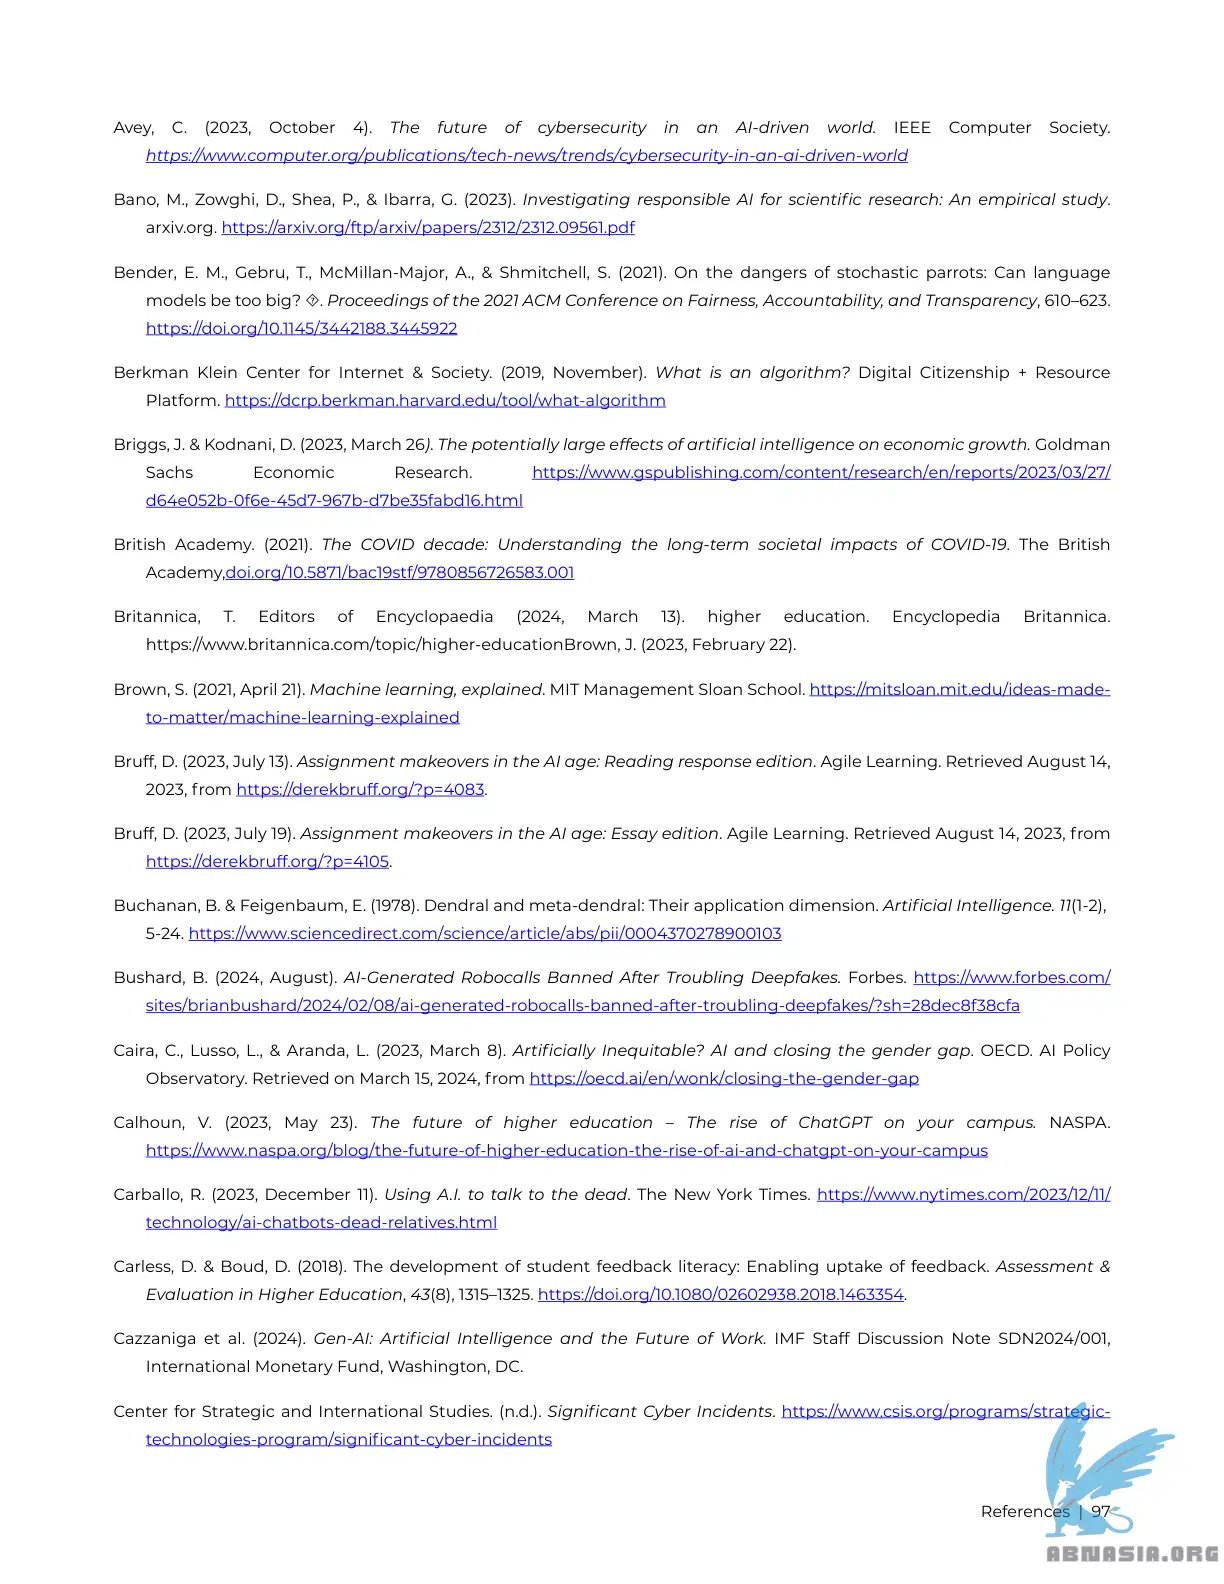 Avey, C. (2023, October 4). The future of cybersecurity in an AI-driven world. IEEE Computer Society.
https://www.computer.org/publications/tech-news/trends/cybersecurity-in-an-ai-driven-world
Bano, M., Zowghi, D., Shea, P., & Ibarra, G. (2023). Investigating responsible AI for scientific research: An empirical study.
arxiv.org. https://arxiv.org/ftp/arxiv/papers/2312/2312.09561.pdf
Bender, E. M., Gebru, T., McMillan-Major, A., & Shmitchell, S. (2021). On the dangers of stochastic parrots: Can language
models be too big? �. Proceedings of the 2021 ACM Conference on Fairness, Accountability, and Transparency, 610–623.
https://doi.org/10.1145/3442188.3445922
Berkman Klein Center for Internet & Society. (2019, November). What is an algorithm? Digital Citizenship + Resource
Platform. https://dcrp.berkman.harvard.edu/tool/what-algorithm
Briggs, J. & Kodnani, D. (2023, March 26). The potentially large effects of artificial intelligence on economic growth. Goldman
Sachs Economic Research. https://www.gspublishing.com/content/research/en/reports/2023/03/27/
d64e052b-0f6e-45d7-967b-d7be35fabd16.html
British Academy. (2021). The COVID decade: Understanding the long-term societal impacts of COVID-19. The British
Academy,doi.org/10.5871/bac19stf/9780856726583.001
Britannica, T. Editors of Encyclopaedia (2024, March 13). higher education. Encyclopedia Britannica.
https://www.britannica.com/topic/higher-educationBrown, J. (2023, February 22).
Brown, S. (2021, April 21). Machine learning, explained. MIT Management Sloan School. https://mitsloan.mit.edu/ideas-made-
to-matter/machine-learning-explained
Bruff, D. (2023, July 13). Assignment makeovers in the AI age: Reading response edition. Agile Learning. Retrieved August 14,
2023, from https://derekbruff.org/?p=4083.
Bruff, D. (2023, July 19). Assignment makeovers in the AI age: Essay edition. Agile Learning. Retrieved August 14, 2023, from
https://derekbruff.org/?p=4105.
Buchanan, B. & Feigenbaum, E. (1978). Dendral and meta-dendral: Their application dimension. Artificial Intelligence. 11(1-2),
5-24. https://www.sciencedirect.com/science/article/abs/pii/0004370278900103
Bushard, B. (2024, August). AI-Generated Robocalls Banned After Troubling Deepfakes. Forbes. https://www.forbes.com/
sites/brianbushard/2024/02/08/ai-generated-robocalls-banned-after-troubling-deepfakes/?sh=28dec8f38cfa
Caira, C., Lusso, L., & Aranda, L. (2023, March 8). Artificially Inequitable? AI and closing the gender gap. OECD. AI Policy
Observatory. Retrieved on March 15, 2024, from https://oecd.ai/en/wonk/closing-the-gender-gap
Calhoun, V. (2023, May 23). The future of higher education – The rise of ChatGPT on your campus. NASPA.
https://www.naspa.org/blog/the-future-of-higher-education-the-rise-of-ai-and-chatgpt-on-your-campus
Carballo, R. (2023, December 11). Using A.I. to talk to the dead. The New York Times. https://www.nytimes.com/2023/12/11/
technology/ai-chatbots-dead-relatives.html
Carless, D. & Boud, D. (2018). The development of student feedback literacy: Enabling uptake of feedback. Assessment &
Evaluation in Higher Education, 43(8), 1315–1325. https://doi.org/10.1080/02602938.2018.1463354.
Cazzaniga et al. (2024). Gen-AI: Artificial Intelligence and the Future of Work. IMF Staff Discussion Note SDN2024/001,
International Monetary Fund, Washington, DC.
Center for Strategic and International Studies. (n.d.). Significant Cyber Incidents. https://www.csis.org/programs/strategic-
technologies-program/significant-cyber-incidents
References | 97
ABNASIA.ORG